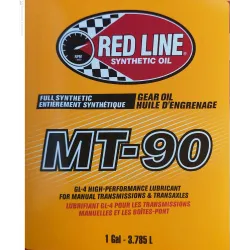 RED LINE
SYNTHETIC OIL
FULL SYNTHETIC
ENTIÈREMENT SYNTHÉTIQUE
GEAR OIL
HUILE D'ENGRENAGE
MT-90
GL-4 HIGH-PERFORMANCE LUBRICANT
FOR MANUAL TRANSMISSIONS & TRANSAXLES
LUBRIFIANT GL-4 POUR LES TRANSMISSIONS
MANUELLES ET LES BOÎTES-PONT
1 Gal - 3.785 L